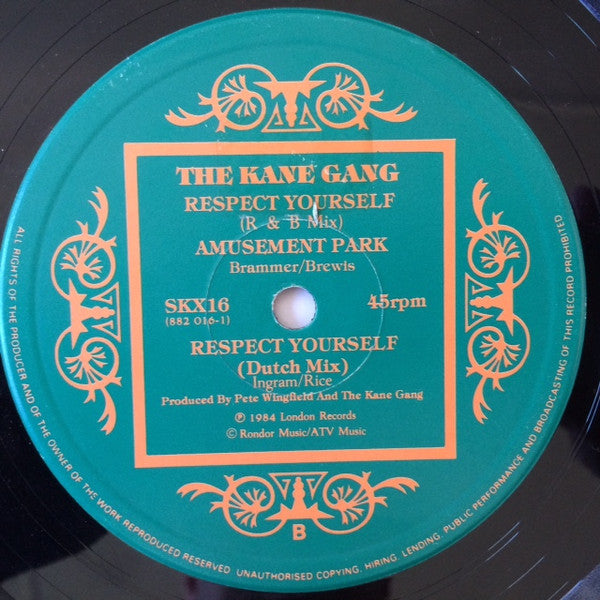 THE KANE GANG
RESPECT YOURSELF
(R & B Mix)
AMUSEMENT PARK
Brammer/Brewis
SKX16
(882 016-1)
45rpm
RESPECT YOURSELF
(Dutch Mix)
Ingram/Rice
Produced By Pete Wingfield And The Kane Gang
℗ 1984 London Records
© Rondor Music/ATV Music
B
ALL RIGHTS OF THE PRODUCER AND OF THE OWNER OF THE WORK REPRODUCED RESERVED UNAUTHORISED COPYING, HIRING, LENDING, PUBLIC PERFORMANCE AND BROADCASTING OF THIS RECORD PROHIBITED